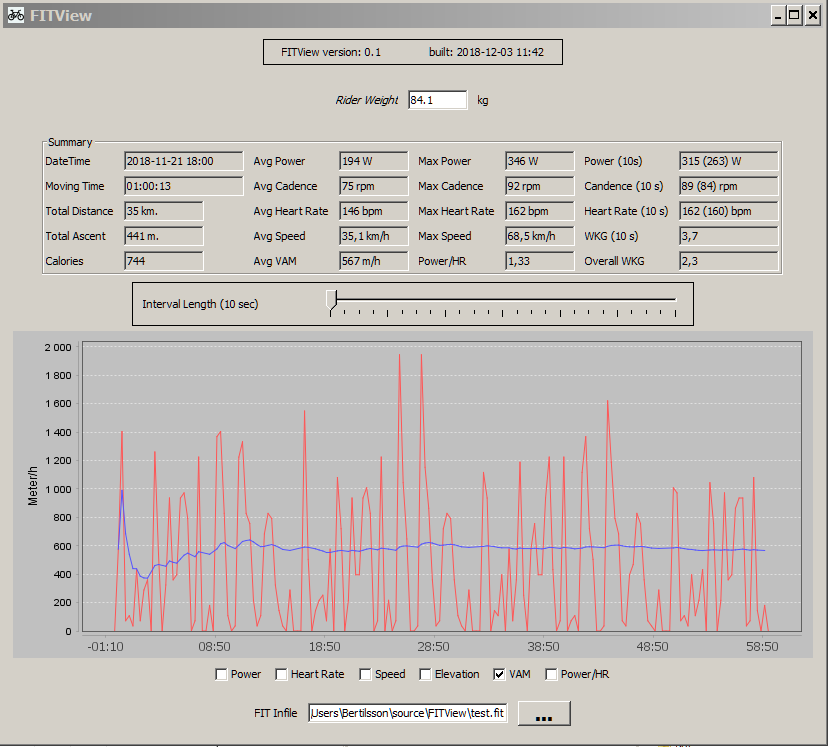 FITView
FITView version: 0.1 built: 2018-12-03 11:42
Rider Weight 84.1 kg
Summary
DateTime 2018-11-21 18:00 Avg Power 194 W Max Power 346 W Power (10s) 315 (263) W
Moving Time 01:00:13 Avg Cadence 75 rpm Max Cadence 92 rpm Candence (10 s) 89 (84) rpm
Total Distance 35 km. Avg Heart Rate 146 bpm Max Heart Rate 162 bpm Heart Rate (10 s) 162 (160) bpm
Total Ascent 441 m. Avg Speed 35,1 km/h Max Speed 68,5 km/h WKG (10 s) 3,7
Calories 744 Avg VAM 567 m/h Power/HR 1,33 Overall WKG 2,3
Interval Length (10 sec)
Meter/h
2 000
1 800
1 600
1 400
1 200
1 000
800
600
400
200
0
-01:10 08:50 18:50 28:50 38:50 48:50 58:50
Power Heart Rate Speed Elevation VAM Power/HR
FIT Infile /Users\Bertilsson\source\FITView\test.fit ...